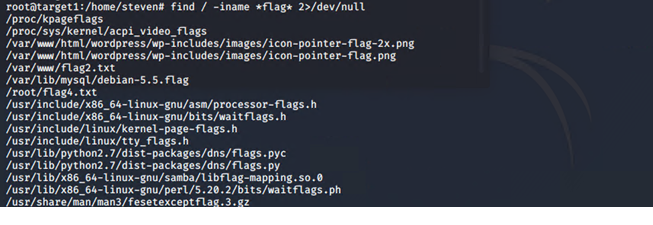 root@target1:/home/steven# find / -iname *flag* 2>/dev/null
/proc/kpageflags
/proc/sys/kernel/acpi_video_flags
/var/www/html/wordpress/wp-includes/images/icon-pointer-flag-2x.png
/var/www/html/wordpress/wp-includes/images/icon-pointer-flag.png
/var/www/flag2.txt
/var/lib/mysql/debian-5.5.flag
/root/flag4.txt
/usr/include/x86_64-linux-gnu/asm/processor-flags.h
/usr/include/x86_64-linux-gnu/bits/waitflags.h
/usr/include/linux/kernel-page-flags.h
/usr/include/linux/tty_flags.h
/usr/lib/python2.7/dist-packages/dns/flags.pyc
/usr/lib/python2.7/dist-packages/dns/flags.py
/usr/lib/x86_64-linux-gnu/samba/libflag-mapping.so.0
/usr/lib/x86_64-linux-gnu/perl/5.20.2/bits/waitflags.ph
/usr/share/man/man3/fesetexceptflag.3.gz